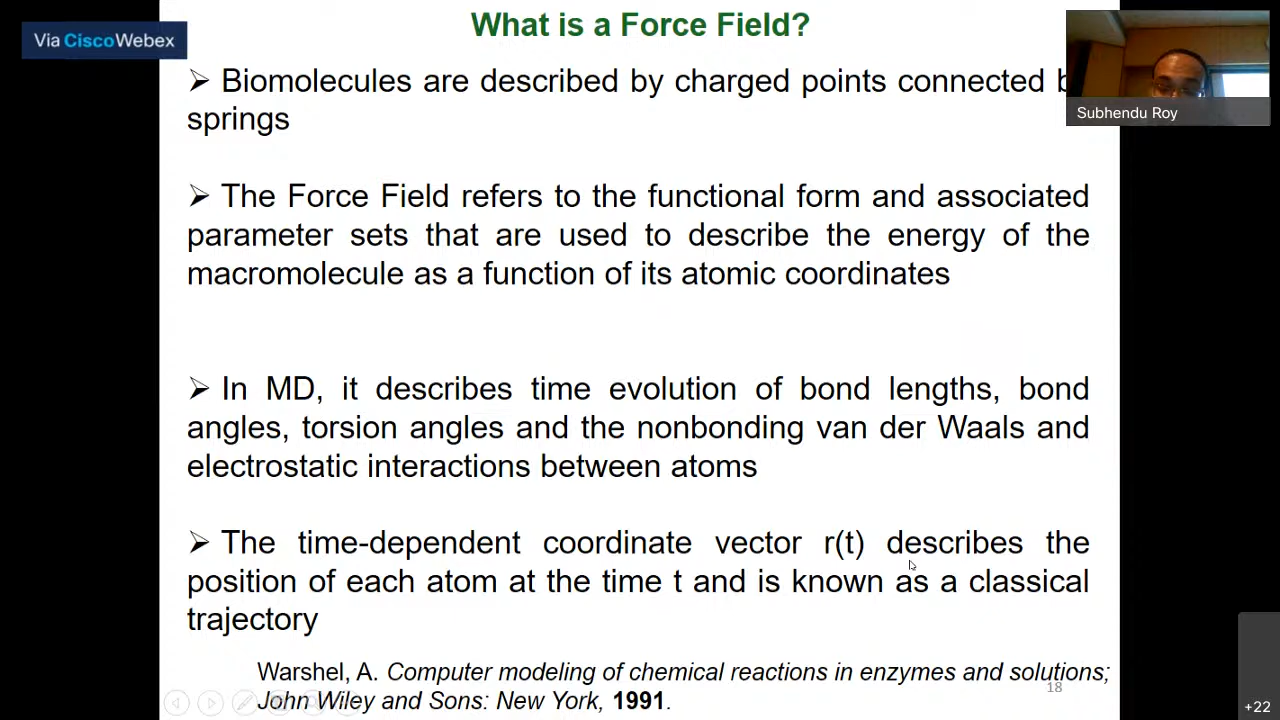 What is a Force Field?
Via CiscoWebex
➢ Biomolecules are described by charged points connected
springs
Subhendu Roy
➢ The Force Field refers to the functional form and associated
parameter sets that are used to describe the energy of the
macromolecule as a function of its atomic coordinates
➢ In MD, it describes time evolution of bond lengths, bond
angles, torsion angles and the nonbonding van der Waals and
electrostatic interactions between atoms
➢ The time-dependent coordinate vector r(t) describes the
position of each atom at the time t and is known as a classical
trajectory
Warshel, A. Computer modeling of chemical reactions in enzymes and solutions;
John Wiley and Sons: New York, 1991.
18
+22